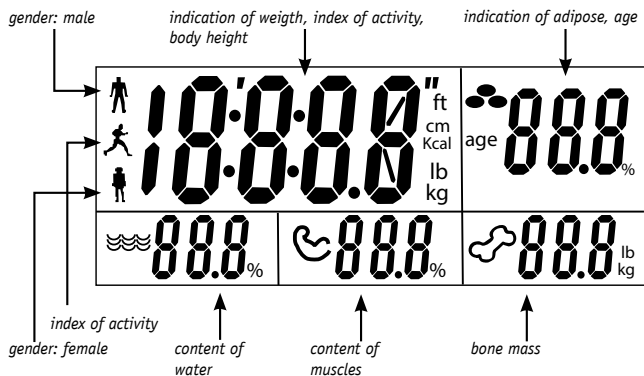 gender: male
indication of weigth, index of activity,
body height
indication of adipose, age
18:8:8.8 ' " ft
cm
Kcal
lb
kg
age 88.8 %
88.8 %
88.8 %
88.8 lb
kg
index of activity
gender: female
content of
water
content of
muscles
bone mass